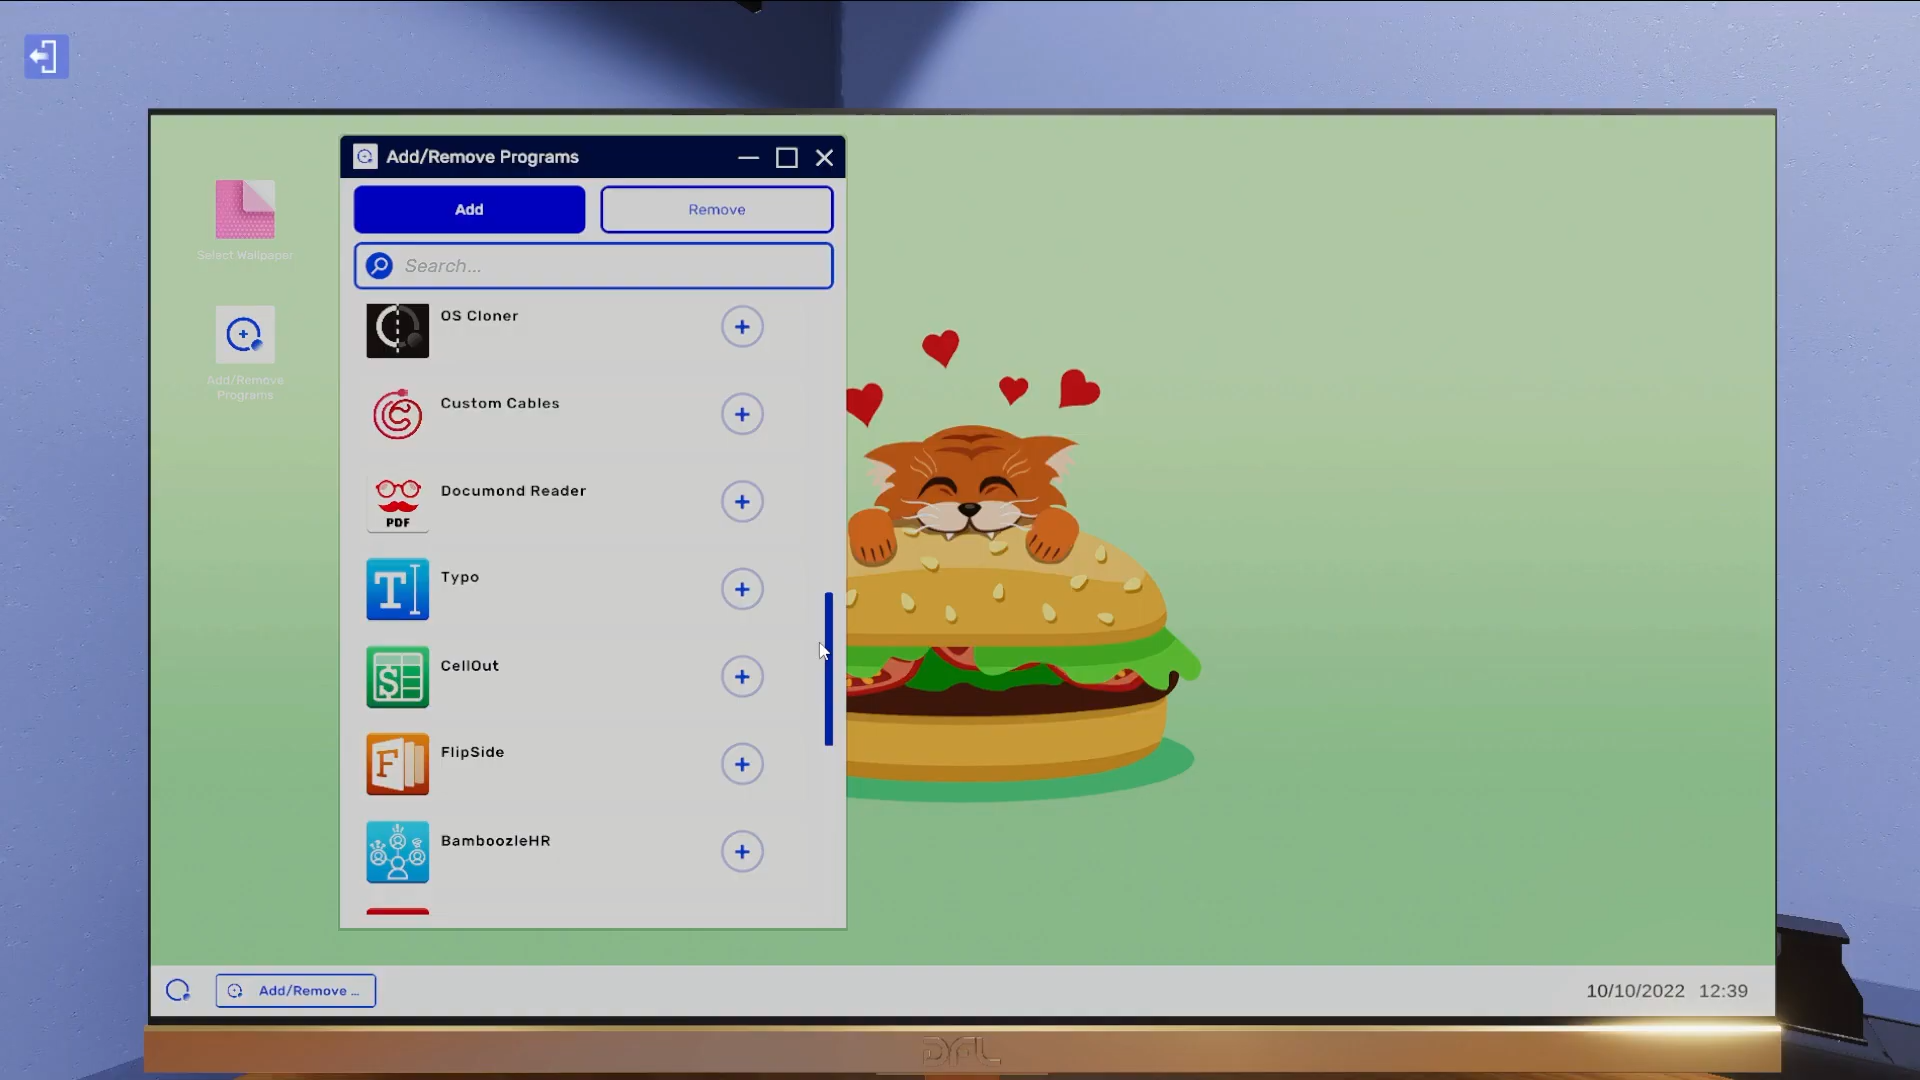 Add/Remove Programs
Add
Remove
Search...
Select Wallpaper
Add/Remove
Programs
OS Cloner
Custom Cables
PDF
Documond Reader
T
Typo
$
CellOut
F
FlipSide
BamboozleHR
Add/Remove ...
10/10/2022 12:39
DYAL